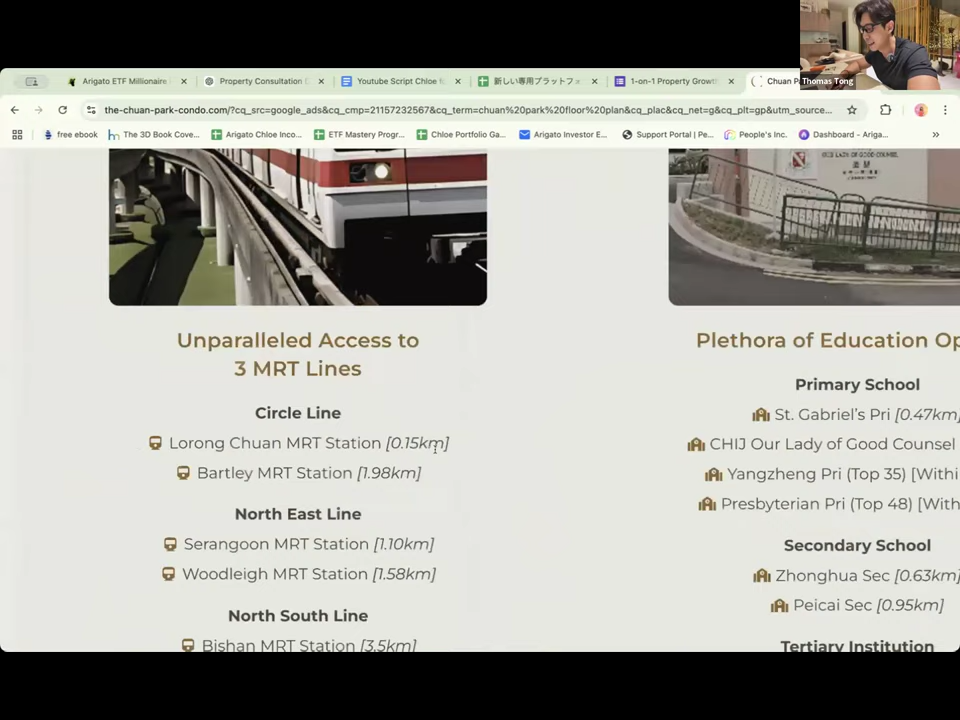 Thomas Tong
Arigato ETF Millionaire
Property Consultation
Youtube Script Chloe f
新しい専用プラットフ
1-on-1 Property Growt
Chuan P
the-chuan-park-condo.com/?cq_src=google_ads&cq_cmp=21157232567&cq_term=chuan%20park%20floor%20plan&cq_plac&cq_net=g&cq_plt=gp&utm_source...
free ebook
The 3D Book Cove...
Arigato Chloe Inco...
ETF Mastery Progr...
Chloe Portfolio Ga...
Arigato Investor E...
Support Portal | Pe...
People's Inc.
Dashboard - Ariga...
»
Unparalleled Access to
3 MRT Lines
Circle Line
Lorong Chuan MRT Station [0.15km]
Bartley MRT Station [1.98km]
North East Line
Serangoon MRT Station [1.10km]
Woodleigh MRT Station [1.58km]
North South Line
Bishan MRT Station [3.5km]
Plethora of Education Op
Primary School
St. Gabriel's Pri [0.47km]
CHIJ Our Lady of Good Counsel
Yangzheng Pri (Top 35) [Withi
Presbyterian Pri (Top 48) [With
Secondary School
Zhonghua Sec [0.63km]
Peicai Sec [0.95km]
Tertiary Institution